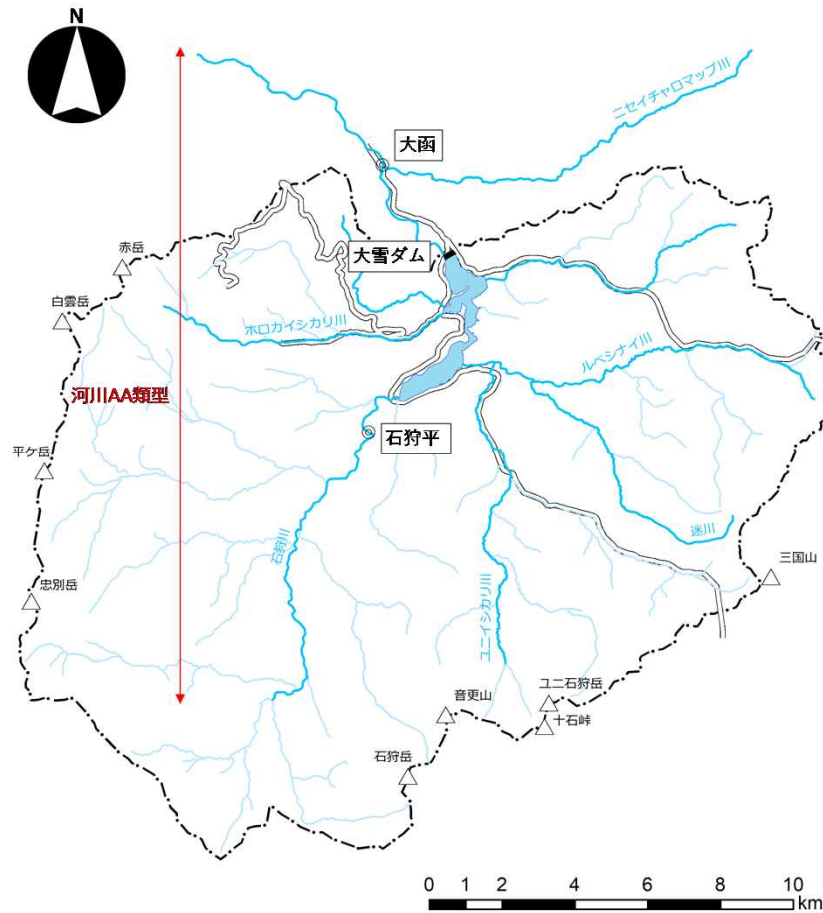 N
ニセイチャロマップ川
大函
大雪ダム
赤岳
白雲岳
ホロカイシカリ川
ルベシナイ川
河川AA類型
石狩平
平ケ岳
迷川
石狩川
三国山
忠別岳
ユニイシカリ川
ユニ石狩岳
音更山
十石峠
石狩岳
0 1 2 4 6 8 10
km